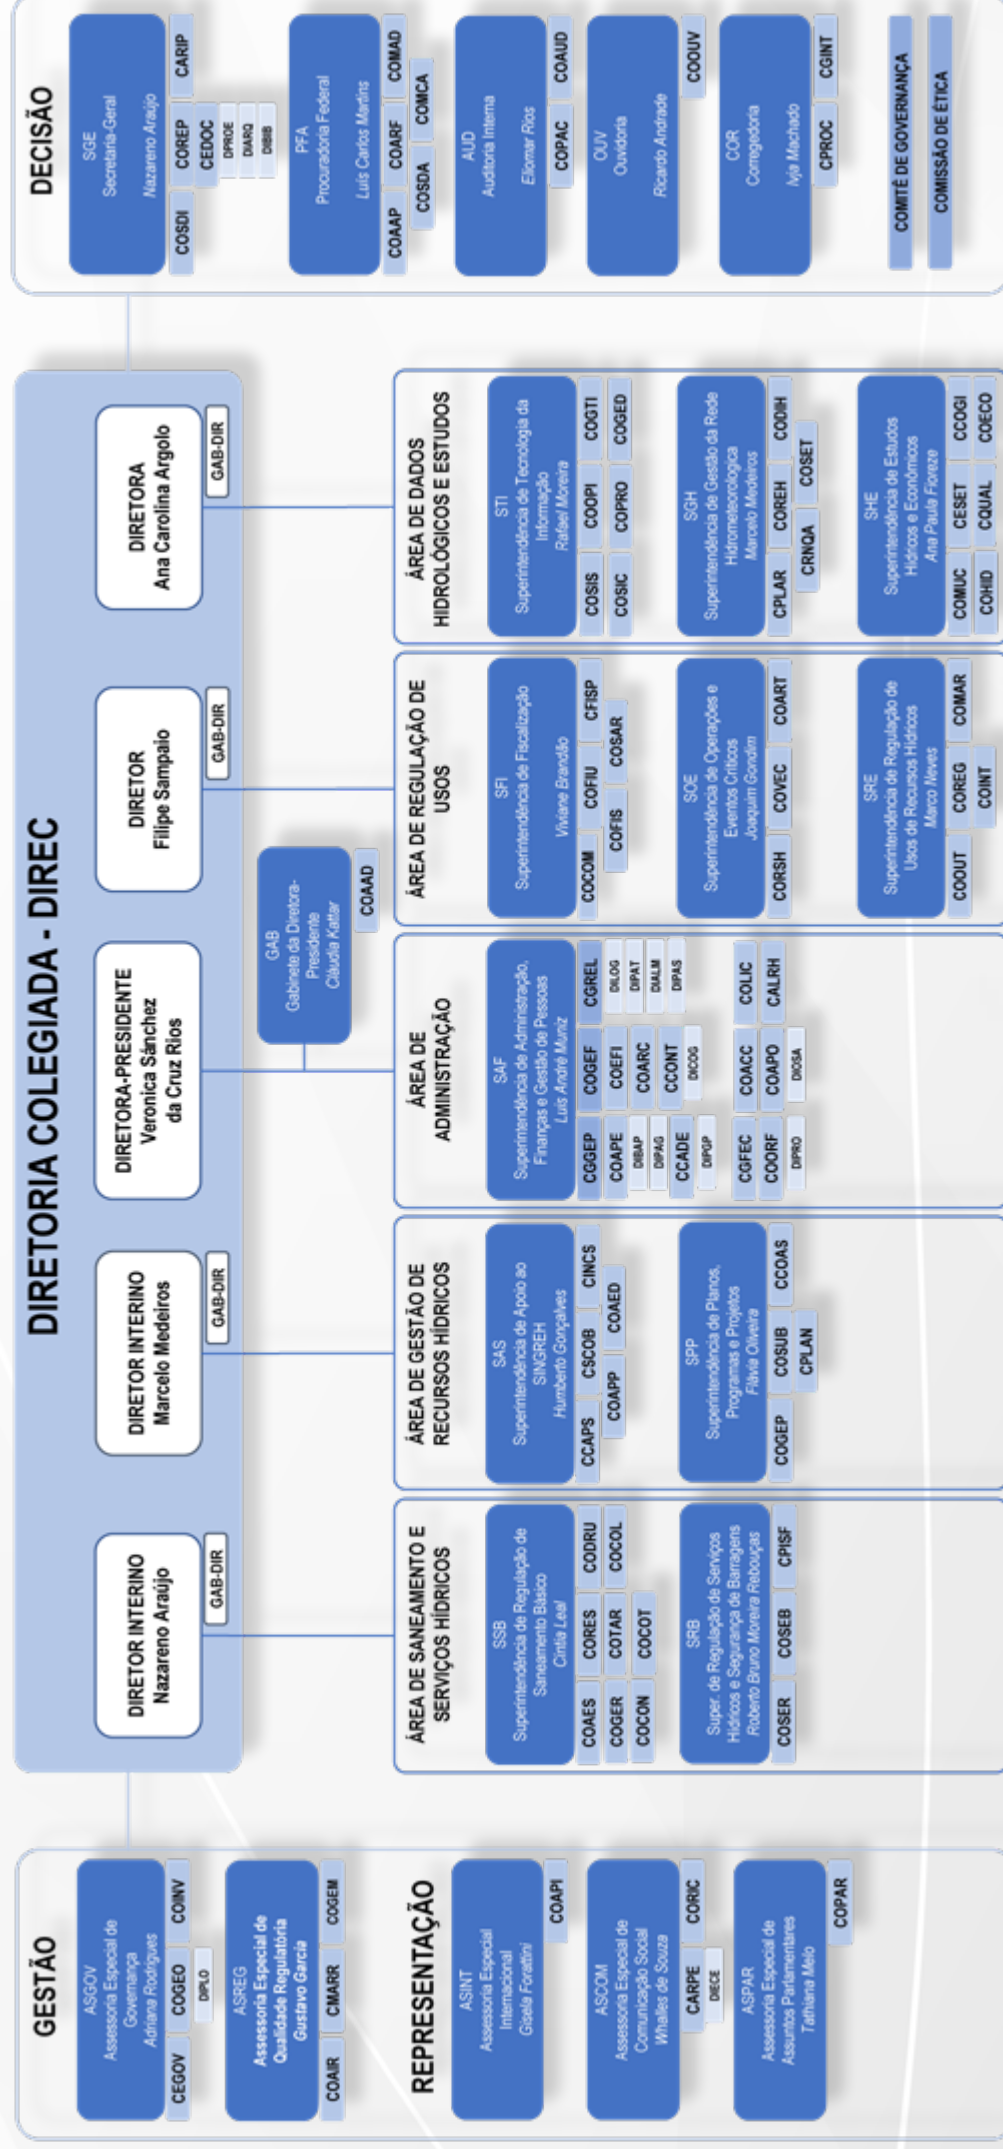 DIRETORIA COLEGIADA - DIREC
GESTÃO
ASGOV
Assessoria Especial de
Governança
Adriana Rodrigues
CEGOV
COGEO
COINV
DIPLO
ASREG
Assessoria Especial de
Qualidade Regulatória
Gustavo Garcia
COAIR
CMARR
COGEM
REPRESENTAÇÃO
ASINT
Assessoria Especial
Internacional
Gisela Forattini
COAPI
ASCOM
Assessoria Especial de
Comunicação Social
Whalles de Souza
CARPE
CORIC
DIECE
ASPAR
Assessoria Especial de
Assuntos Parlamentares
Tathiana Melo
COPAR
DIRETOR INTERINO
Nazareno Araújo
GAB-DIR
DIRETOR INTERINO
Marcelo Medeiros
GAB-DIR
DIRETORA-PRESIDENTE
Veronica Sánchez
da Cruz Rios
DIRETOR
Filipe Sampaio
GAB-DIR
DIRETORA
Ana Carolina Argolo
GAB-DIR
GAB
Gabinete da Diretora-
Presidente
Cláudia Kattar
COAAD
ÁREA DE SANEAMENTO E
SERVIÇOS HÍDRICOS
SSB
Superintendência de Regulação de
Saneamento Básico
Cíntia Leal
COAES
CORES
CODRU
COGER
COTAR
COCOL
COCON
COCOT
SRB
Super. de Regulação de Serviços
Hídricos e Segurança de Barragens
Roberto Bruno Moreira Rebouças
COSER
COSEB
CPISF
ÁREA DE GESTÃO DE
RECURSOS HÍDRICOS
SAS
Superintendência de Apoio ao
SINGREH
Humberto Gonçalves
CCAPS
CSCOB
CINCS
COAPP
COAED
SPP
Superintendência de Planos,
Programas e Projetos
Flávia Oliveira
COGEP
COSUB
CCOAS
CPLAN
ÁREA DE
ADMINISTRAÇÃO
SAF
Superintendência de Administração,
Finanças e Gestão de Pessoas
Luís André Muniz
CGGEP
COGEF
CGREL
COAPE
COEFI
DILOG
DIBAP
COARC
DIPAT
DIPAG
DIALM
CCADE
CCONT
DIPAS
DIPGP
DICOG
CGFEC
COACC
COLIC
COORF
COAPO
CALRH
DIPRO
DIOSA
ÁREA DE REGULAÇÃO DE
USOS
SFI
Superintendência de Fiscalização
Viviane Brandão
COCOM
COFIU
CFISP
COFIS
COSAR
SOE
Superintendência de Operações e
Eventos Críticos
Joaquim Gondim
CORSH
COVEC
COART
SRE
Superintendência de Regulação de
Usos de Recursos Hídricos
Marco Neves
COOUT
COREG
COMAR
COINT
ÁREA DE DADOS
HIDROLÓGICOS E ESTUDOS
STI
Superintendência de Tecnologia da
Informação
Rafael Moreira
COSIS
COOPI
COGTI
COSIC
COPRO
COGED
SGH
Superintendência de Gestão da Rede
Hidrometeorologica
Marcelo Medeiros
CPLAR
COREH
CODIH
CRNQA
COSET
SHE
Superintendência de Estudos
Hídricos e Econômicos
Ana Paula Fioreze
COMUC
CESET
CCOGI
COHID
CQUAL
COECO
DECISÃO
SGE
Secretaria-Geral
Nazareno Araújo
COSDI
COREP
CARIP
CEDOC
DPROE
DIARQ
DIBIB
PFA
Procuradoria Federal
Luís Carlos Martins
COAAP
COARF
COMAD
COSDA
COMCA
AUD
Auditoria Interna
Eliomar Rios
COPAC
COAUD
OUV
Ouvidoria
Ricardo Andrade
COOUV
COR
Corregedoria
Ivja Machado
CPROC
CGINT
COMITÊ DE GOVERNANÇA
COMISSÃO DE ÉTICA